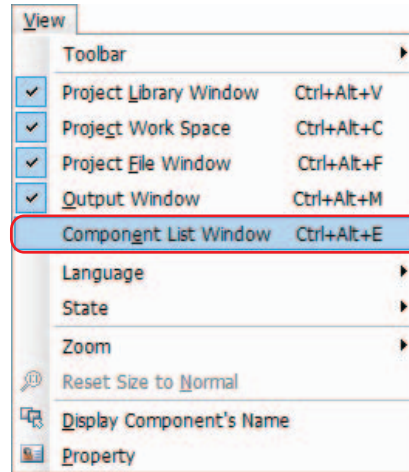 View
Toolbar
Project Library Window Ctrl+Alt+V
Project Work Space Ctrl+Alt+C
Project File Window Ctrl+Alt+F
Output Window Ctrl+Alt+M
Component List Window Ctrl+Alt+E
Language
State
Zoom
Reset Size to Normal
Display Component's Name
Property